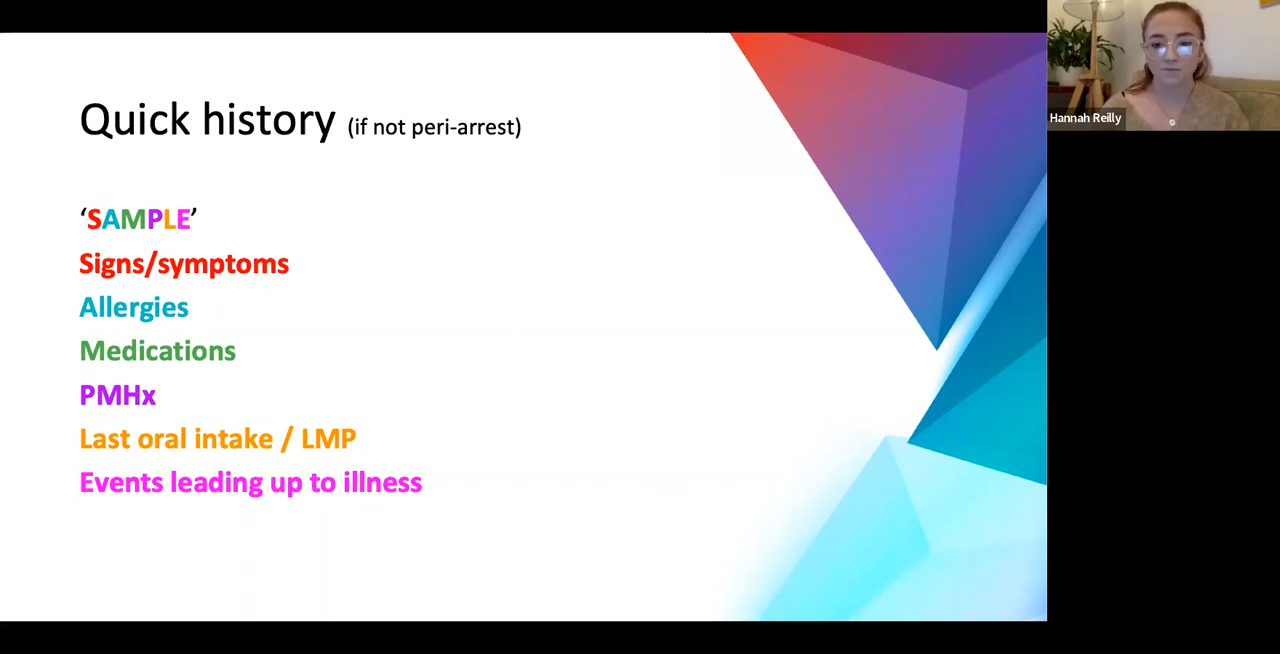 Quick history (if not peri-arrest)
‘SAMPLE’
Signs/symptoms
Allergies
Medications
PMHx
Last oral intake / LMP
Events leading up to illness
Hannah Reilly